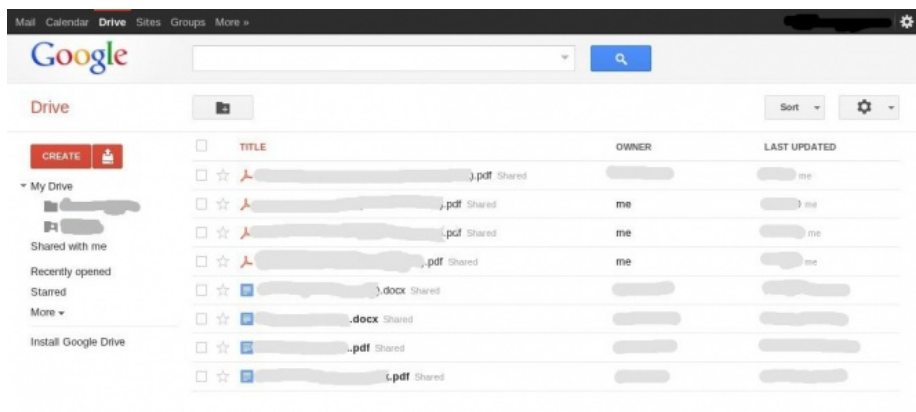 Mail Calendar Drive Sites Groups More »
Google
Drive
Sort
CREATE
TITLE OWNER LAST UPDATED
My Drive
Shared with me
Recently opened
Starred
More
Install Google Drive
).pdf Shared me
).pdf Shared me me
.pdf Shared me me
).pdf Shared me me
).docx Shared
.docx Shared
..pdf Shared
.pdf Shared